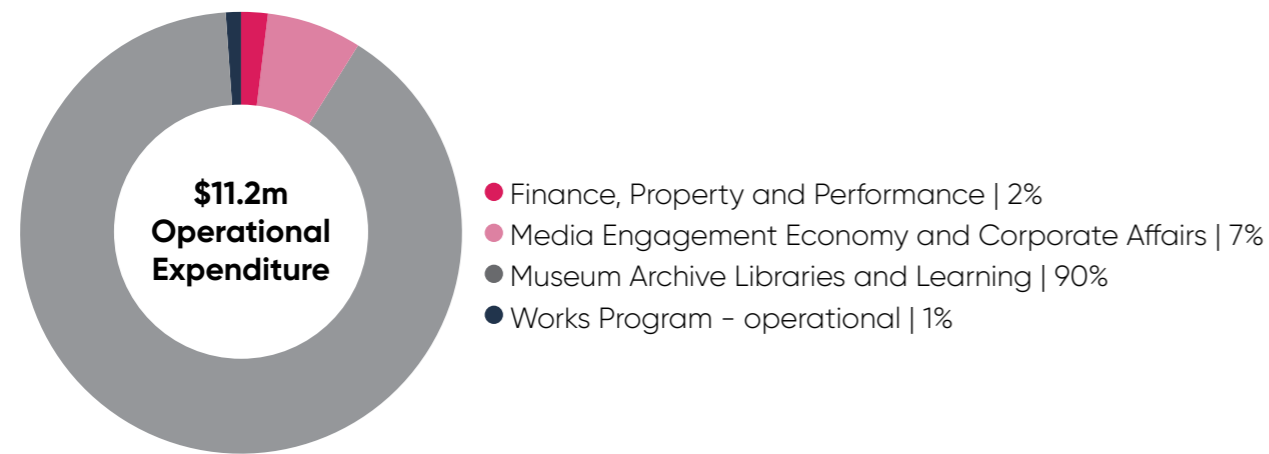 $11.2m
Operational
Expenditure
Finance, Property and Performance | 2%
Media Engagement Economy and Corporate Affairs | 7%
Museum Archive Libraries and Learning | 90%
Works Program - operational | 1%